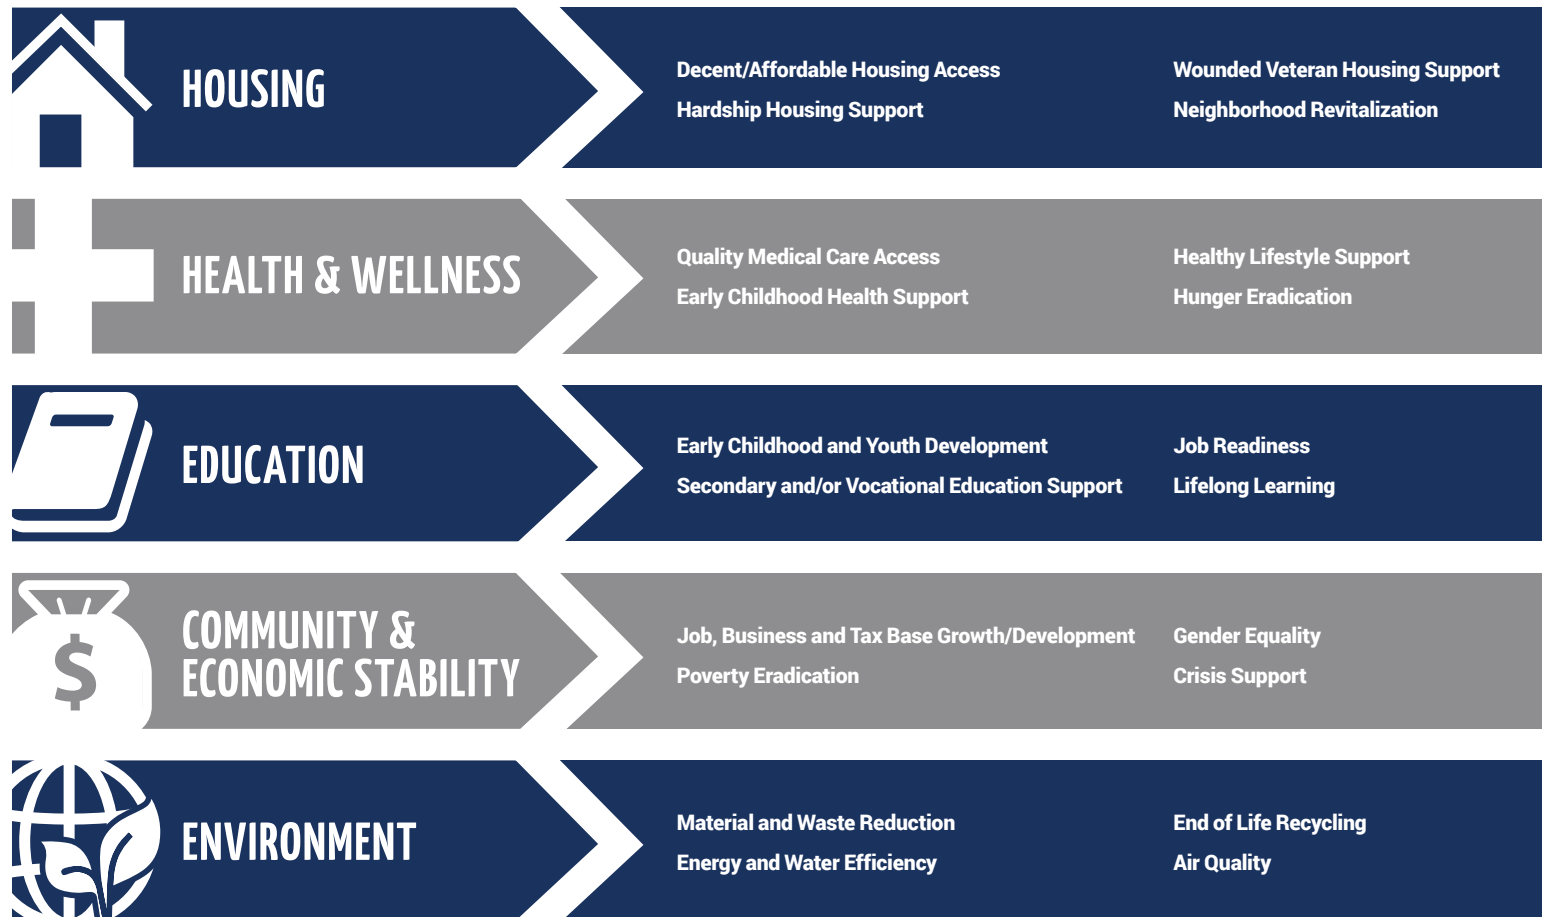 HOUSING
Decent/Affordable Housing Access
Wounded Veteran Housing Support
Hardship Housing Support
Neighborhood Revitalization
HEALTH & WELLNESS
Quality Medical Care Access
Healthy Lifestyle Support
Early Childhood Health Support
Hunger Eradication
EDUCATION
Early Childhood and Youth Development
Job Readiness
Secondary and/or Vocational Education Support
Lifelong Learning
$
COMMUNITY &
ECONOMIC STABILITY
Job, Business and Tax Base Growth/Development
Gender Equality
Poverty Eradication
Crisis Support
ENVIRONMENT
Material and Waste Reduction
End of Life Recycling
Energy and Water Efficiency
Air Quality